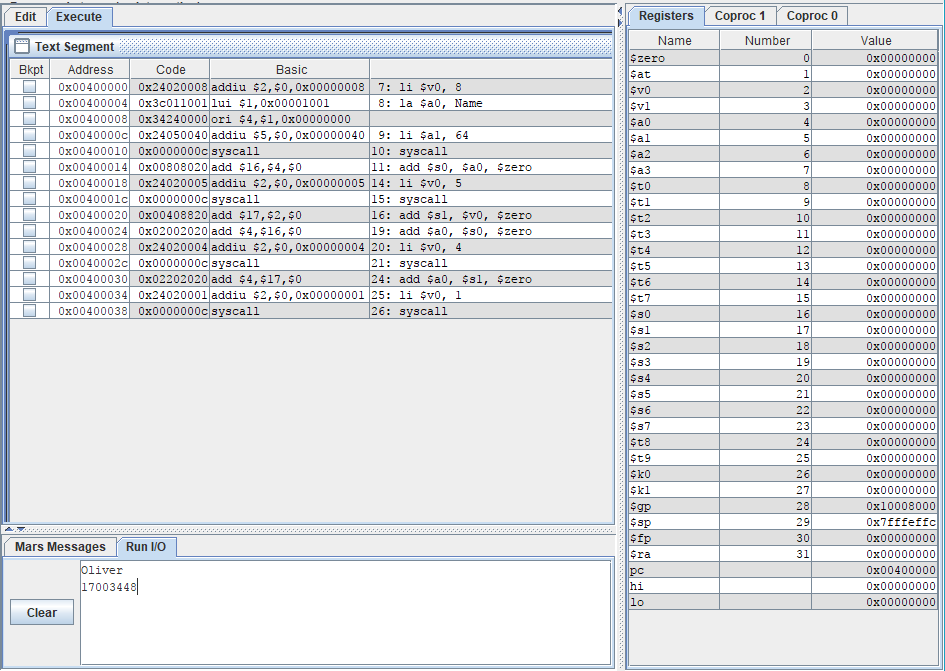 Edit Execute
Text Segment
Bkpt Address Code Basic
0x00400000 0x24020008 addiu $2,$0,0x00000008 7: li $v0, 8
0x00400004 0x3c011001 lui $1,0x00001001 8: la $a0, Name
0x00400008 0x34240000 ori $4,$1,0x00000000
0x0040000c 0x24050040 addiu $5,$0,0x00000040 9: li $a1, 64
0x00400010 0x0000000c syscall 10: syscall
0x00400014 0x00808020 add $16,$4,$0 11: add $s0, $a0, $zero
0x00400018 0x24020005 addiu $2,$0,0x00000005 14: li $v0, 5
0x0040001c 0x0000000c syscall 15: syscall
0x00400020 0x00408820 add $17,$2,$0 16: add $s1, $v0, $zero
0x00400024 0x02002020 add $4,$16,$0 19: add $a0, $s0, $zero
0x00400028 0x24020004 addiu $2,$0,0x00000004 20: li $v0, 4
0x0040002c 0x0000000c syscall 21: syscall
0x00400030 0x02202020 add $4,$17,$0 24: add $a0, $s1, $zero
0x00400034 0x24020001 addiu $2,$0,0x00000001 25: li $v0, 1
0x00400038 0x0000000c syscall 26: syscall
Mars Messages Run I/O
Oliver
17003448
Clear
Registers Coproc 1 Coproc 0
Name Number Value
$zero 0 0x00000000
$at 1 0x00000000
$v0 2 0x00000000
$v1 3 0x00000000
$a0 4 0x00000000
$a1 5 0x00000000
$a2 6 0x00000000
$a3 7 0x00000000
$t0 8 0x00000000
$t1 9 0x00000000
$t2 10 0x00000000
$t3 11 0x00000000
$t4 12 0x00000000
$t5 13 0x00000000
$t6 14 0x00000000
$t7 15 0x00000000
$s0 16 0x00000000
$s1 17 0x00000000
$s2 18 0x00000000
$s3 19 0x00000000
$s4 20 0x00000000
$s5 21 0x00000000
$s6 22 0x00000000
$s7 23 0x00000000
$t8 24 0x00000000
$t9 25 0x00000000
$k0 26 0x00000000
$k1 27 0x00000000
$gp 28 0x10008000
$sp 29 0x7fffeffc
$fp 30 0x00000000
$ra 31 0x00000000
pc 0x00400000
hi 0x00000000
lo 0x00000000